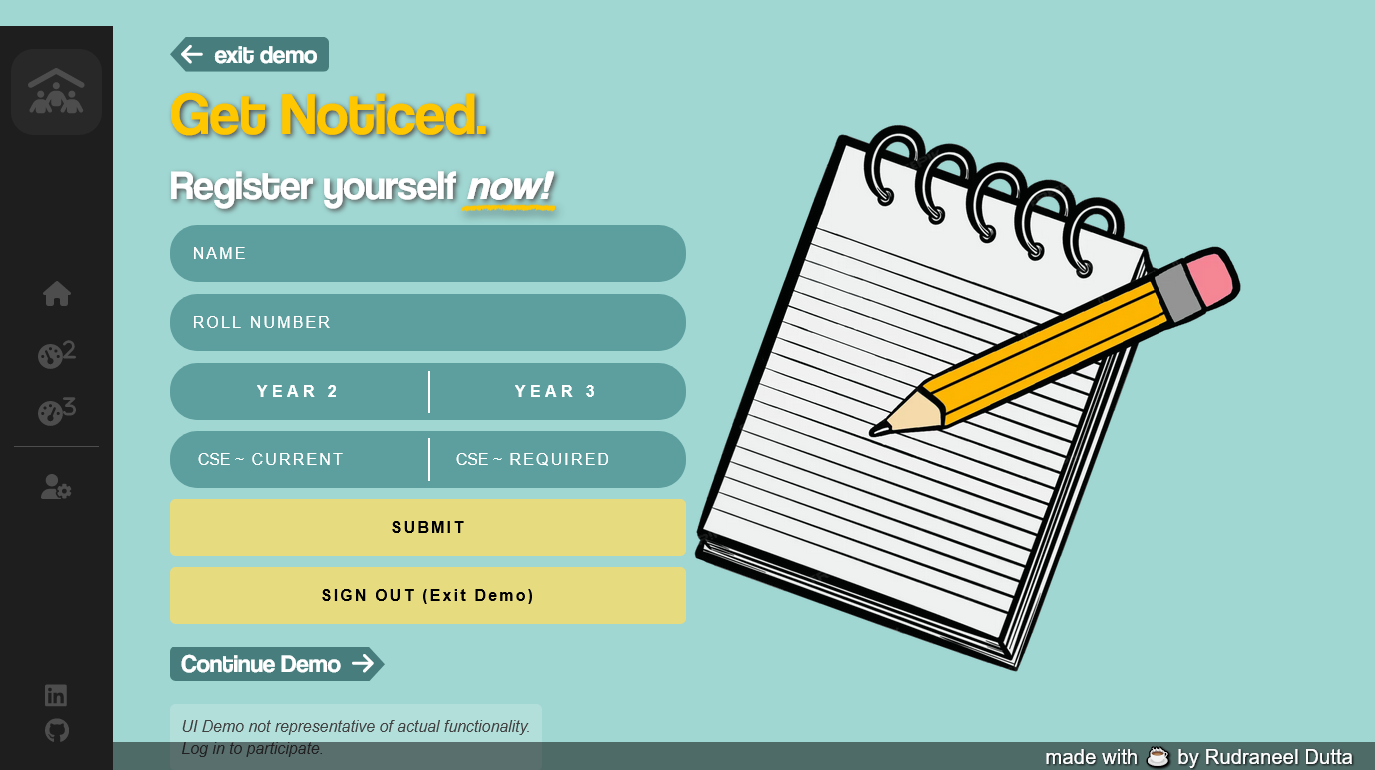 exit demo
Get Noticed.
Register yourself now!
NAME
ROLL NUMBER
YEAR 2 YEAR 3
CSE ~ CURRENT CSE ~ REQUIRED
SUBMIT
SIGN OUT (Exit Demo)
Continue Demo
UI Demo not representative of actual functionality.
Log in to participate.
2
3
in
made with ☕ by Rudraneel Dutta